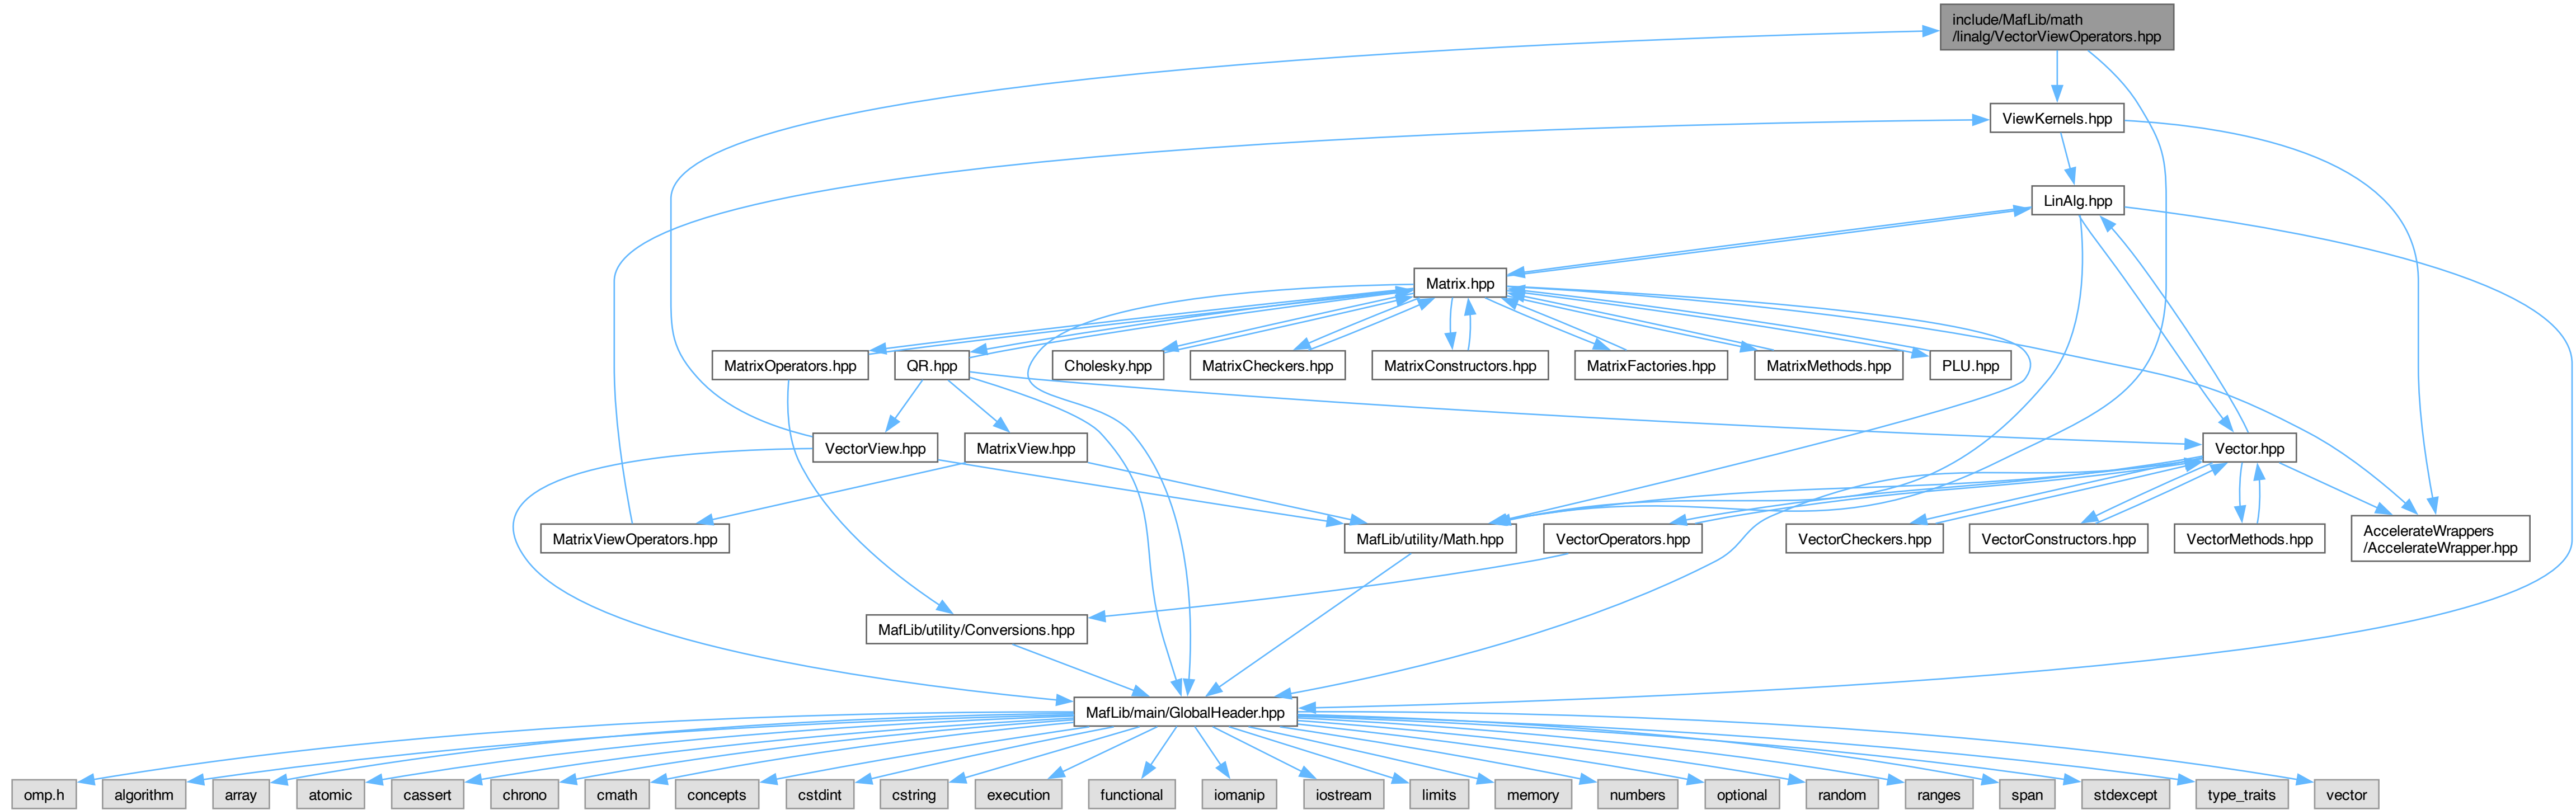 include/MafLib/math
/linalg/VectorViewOperators.hpp
ViewKernels.hpp
LinAlg.hpp
Matrix.hpp
MatrixOperators.hpp
QR.hpp
Cholesky.hpp
MatrixCheckers.hpp
MatrixConstructors.hpp
MatrixFactories.hpp
MatrixMethods.hpp
PLU.hpp
VectorView.hpp
MatrixView.hpp
Vector.hpp
MatrixViewOperators.hpp
MafLib/utility/Math.hpp
VectorOperators.hpp
VectorCheckers.hpp
VectorConstructors.hpp
VectorMethods.hpp
AccelerateWrappers
/AccelerateWrapper.hpp
MafLib/utility/Conversions.hpp
MafLib/main/GlobalHeader.hpp
omp.h
algorithm
array
atomic
cassert
chrono
cmath
concepts
cstdint
cstring
execution
functional
iomanip
iostream
limits
memory
numbers
optional
random
ranges
span
stdexcept
type_traits
vector